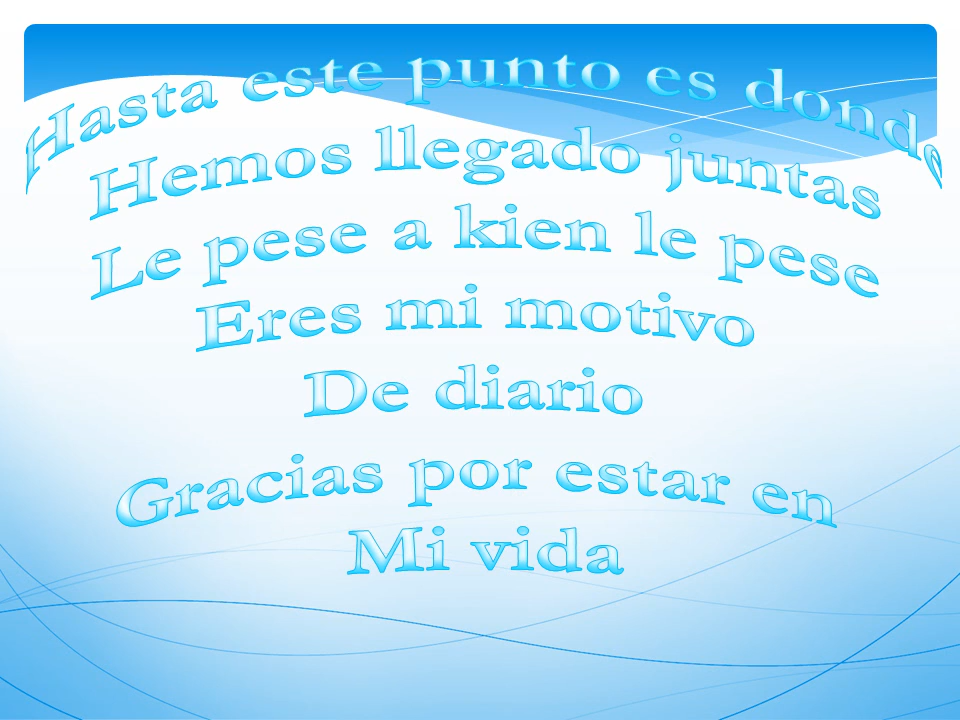 Hasta este punto es donde
Hemos llegado juntas
Le pese a kien le pese
Eres mi motivo
De diario
Gracias por estar en
Mi vida